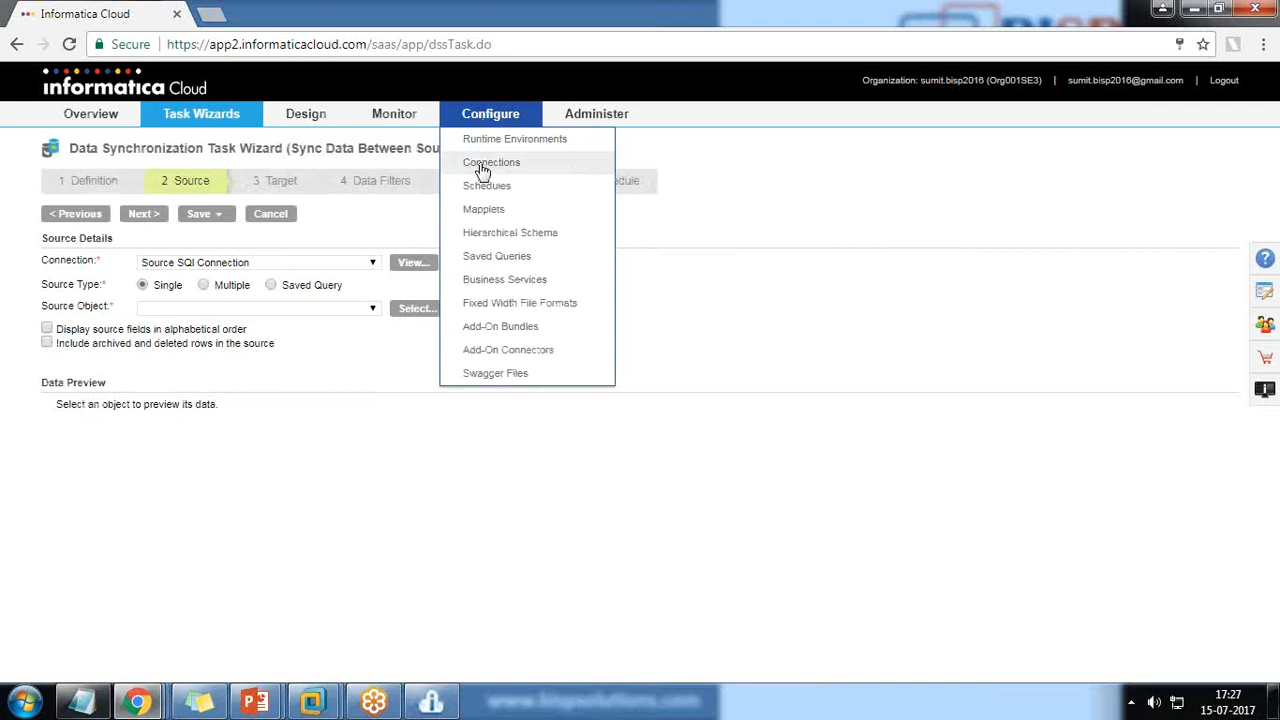 Informatica Cloud
Secure
https://app2.informaticacloud.com/saas/app/dssTask.do
informatica Cloud
Organization: sumit.bisp2016 (Org001SE3)
sumit.bisp2016@gmail.com
Logout
Overview
Task Wizards
Design
Monitor
Configure
Administer
Runtime Environments
Connections
Schedules
Mapplets
Hierarchical Schema
Saved Queries
Business Services
Fixed Width File Formats
Add-On Bundles
Add-On Connectors
Swagger Files
Data Synchronization Task Wizard (Sync Data Between Sou
1 Definition
2 Source
3 Target
4 Data Filters
< Previous
Next >
Save
Cancel
Source Details
Connection:* Source SQl Connection View...
Source Type:* Single Multiple Saved Query
Source Object:* Select...
Display source fields in alphabetical order
Include archived and deleted rows in the source
Data Preview
Select an object to preview its data.
www.bispsolutions.com
17:27
15-07-2017